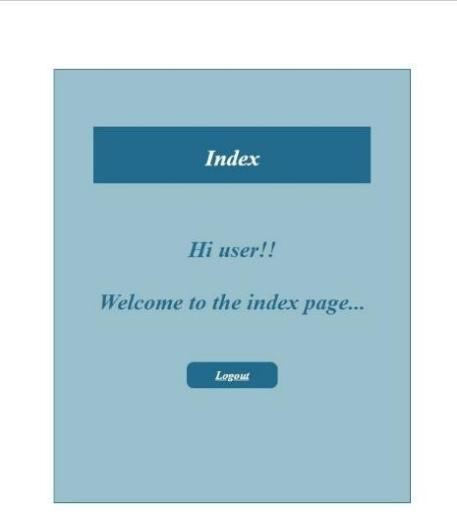 Index
Hi user!!
Welcome to the index page...
Logout